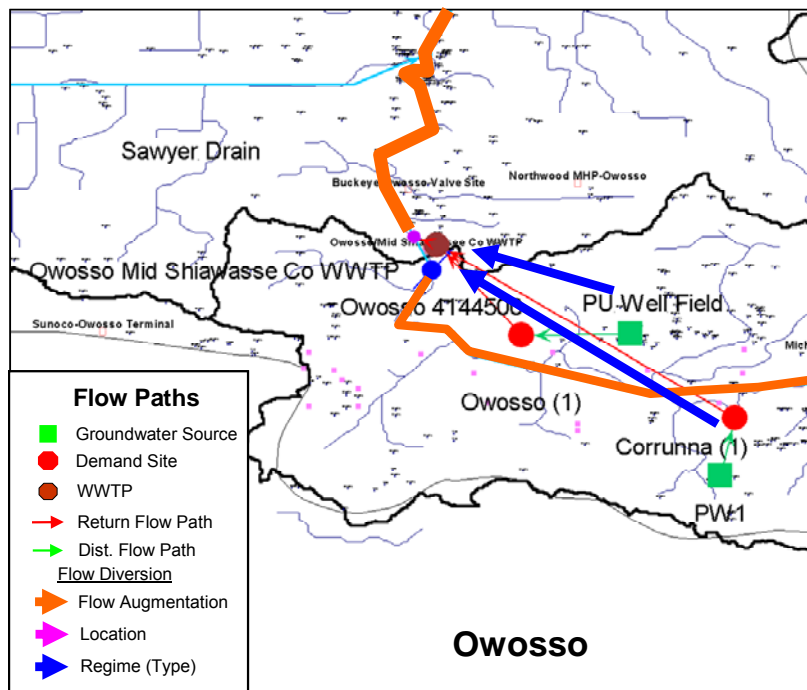 Sawyer Drain
Buckeye Owosso-Valve Site
Northwood MHP-Owosso
Owosso/Mid Shiawassee Co WWTP
Owosso Mid Shiawasse Co WWTP
Owosso 4144500
PU Well Field
Sunoco-Owosso Terminal
Mich
Owosso (1)
Corrunna (1)
PW1
Flow Paths
Groundwater Source
Demand Site
WWTP
Return Flow Path
Dist. Flow Path
Flow Diversion
Flow Augmentation
Location
Regime (Type)
Owosso